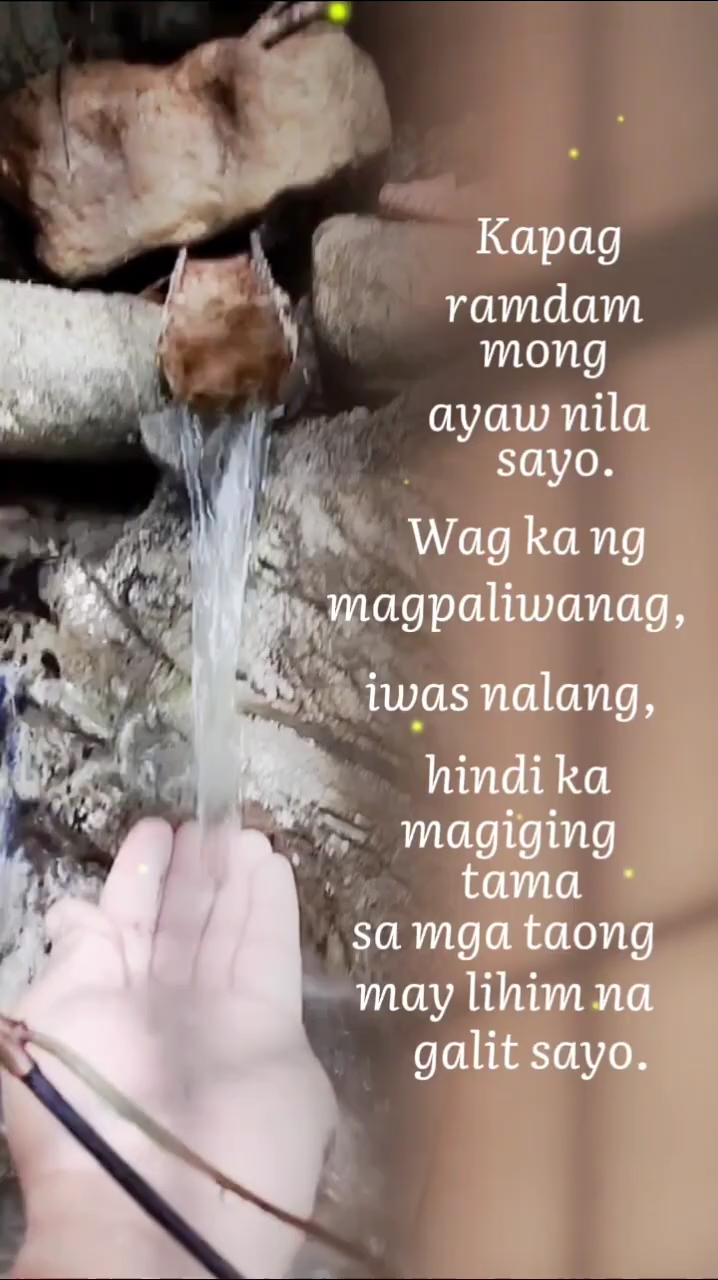 Kapag
ramdam
mong
ayaw nila
sayo.
Wag ka ng
magpaliwanag,
iwas nalang,
hindi ka
magiging
tama
sa mga taong
may lihim na
galit sayo.